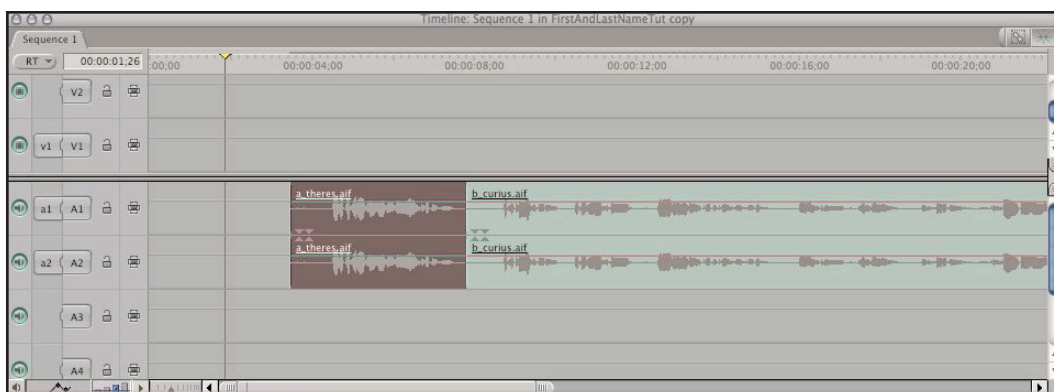 Timeline: Sequence 1 in FirstAndLastNameTut copy
Sequence 1
RT 00:00:01;26 :00;00 00:00:04;00 00:00:08;00 00:00:12;00 00:00:16;00 00:00:20;00
V2
v1 V1
a_theres.aif b_curius.aif
a1 A1
a_theres.aif b_curius.aif
a2 A2
A3
A4